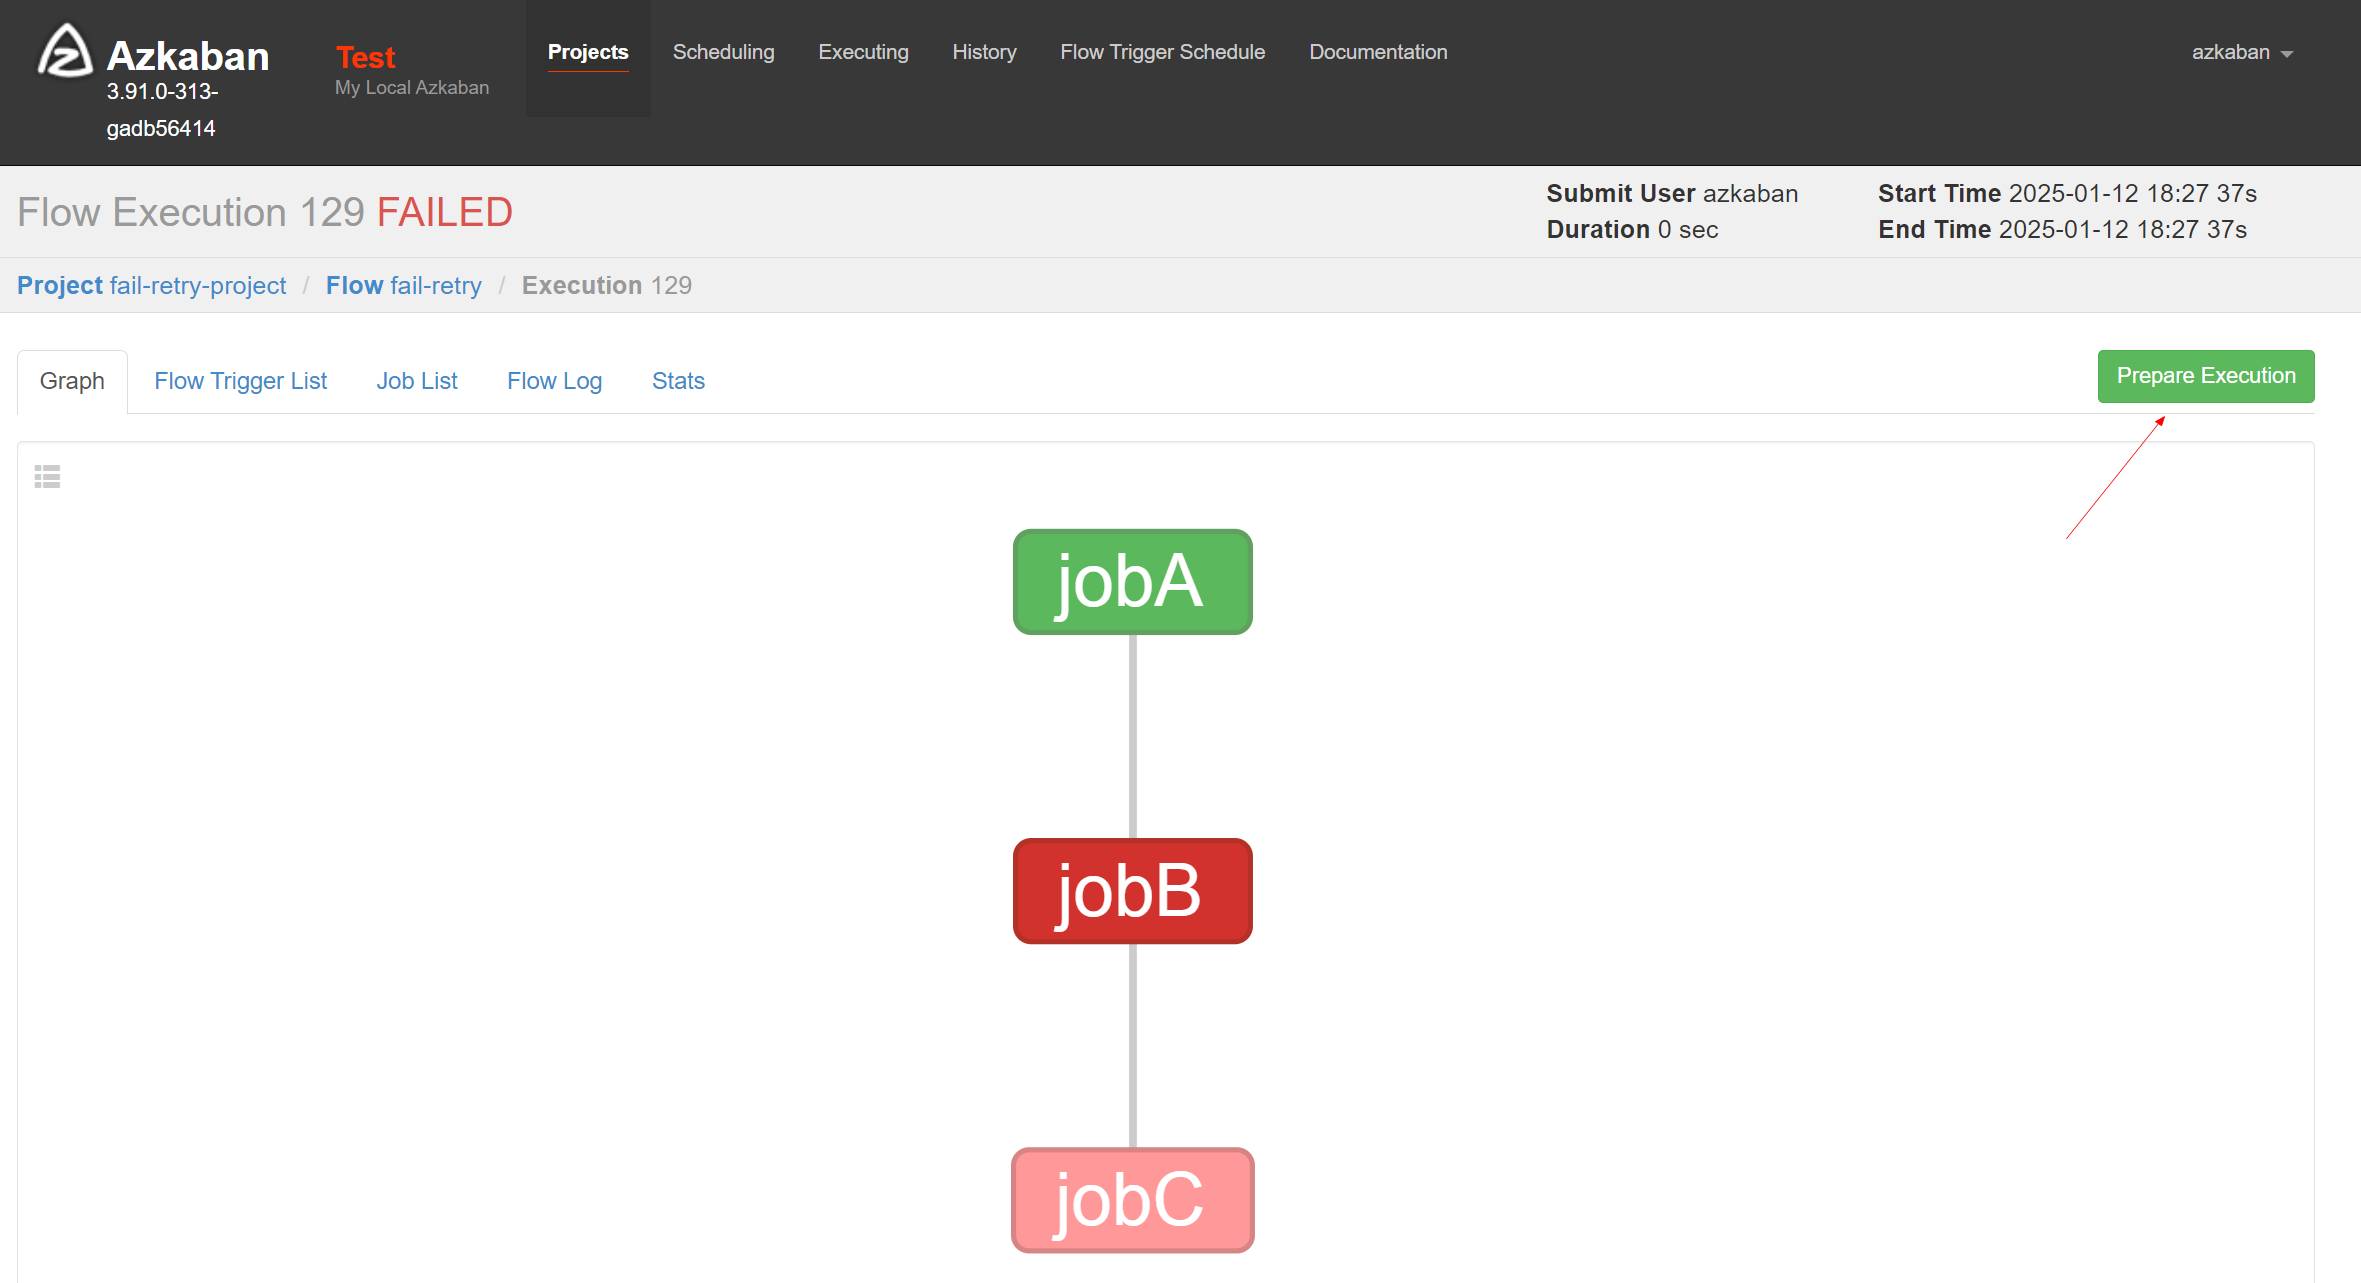 Azkaban
3.91.0-313-
gadb56414
Test
My Local Azkaban
Projects Scheduling Executing History Flow Trigger Schedule Documentation azkaban
Flow Execution 129 FAILED
Submit User azkaban
Duration 0 sec
Start Time 2025-01-12 18:27 37s
End Time 2025-01-12 18:27 37s
Project fail-retry-project / Flow fail-retry / Execution 129
Graph Flow Trigger List Job List Flow Log Stats Prepare Execution
jobA
jobB
jobC